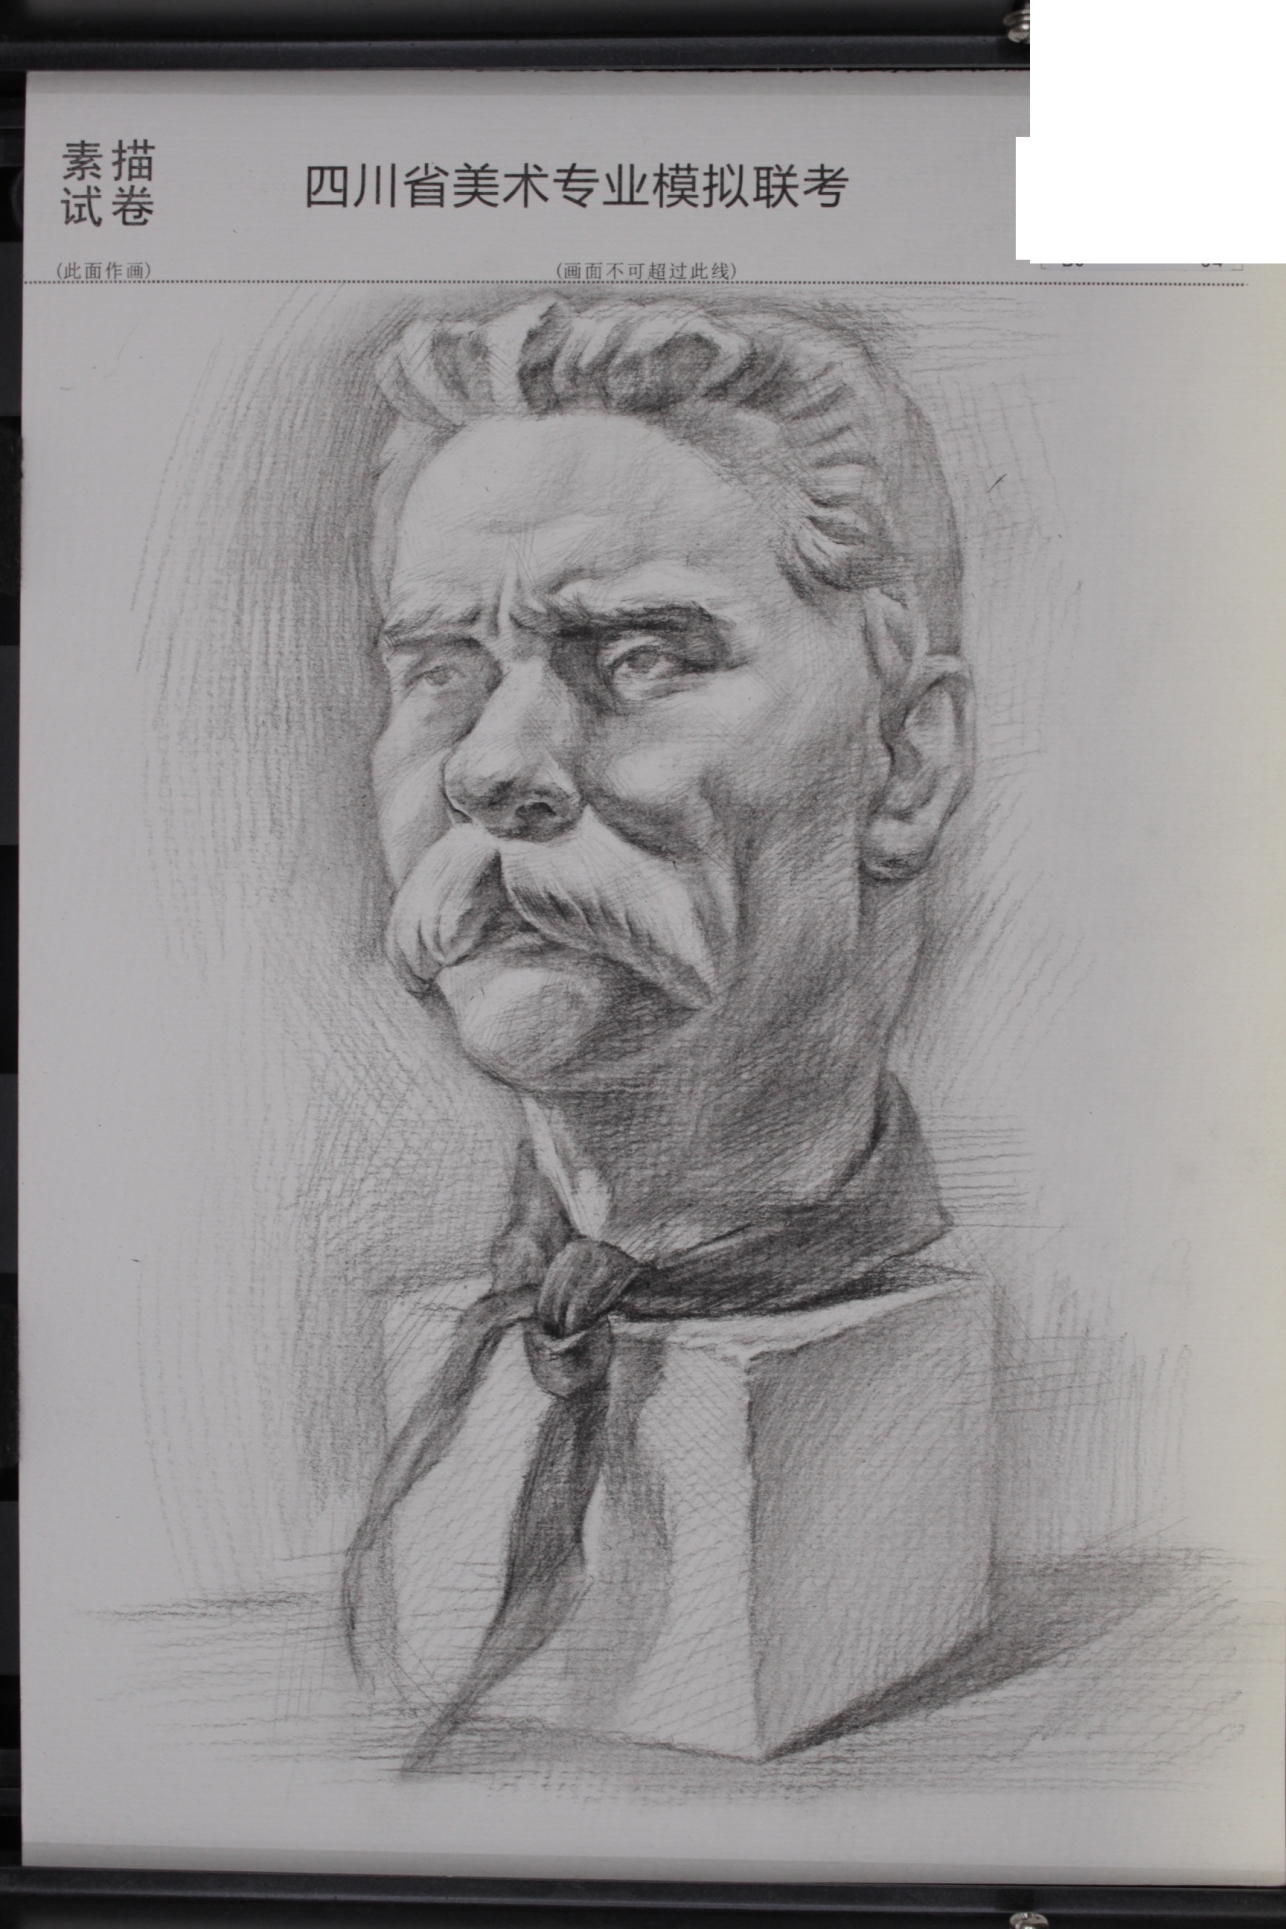 素描
试卷
四川省美术专业模拟联考
(此面作画)
(画面不可超过此线)